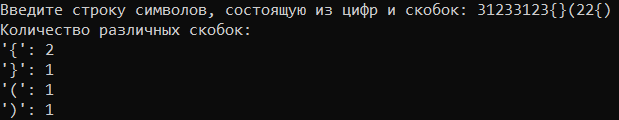 Введите строку символов, состоящую из цифр и скобок: 31233123{}(22{)
Количество различных скобок:
'{': 2
'}': 1
'(': 1
')': 1